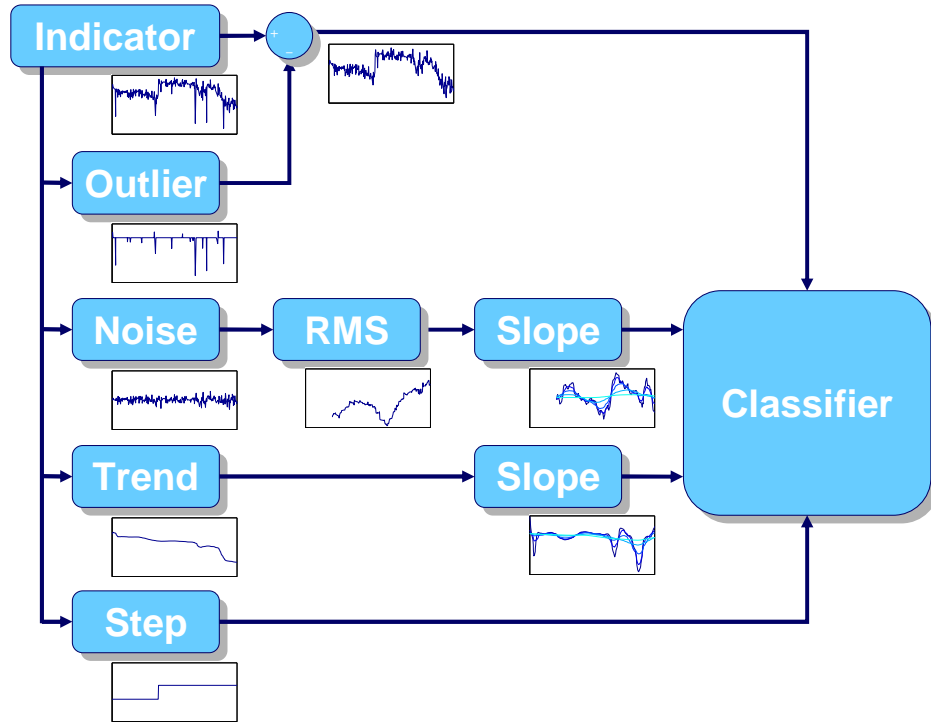 Indicator
+
−
Outlier
Noise
RMS
Slope
Classifier
Trend
Slope
Step